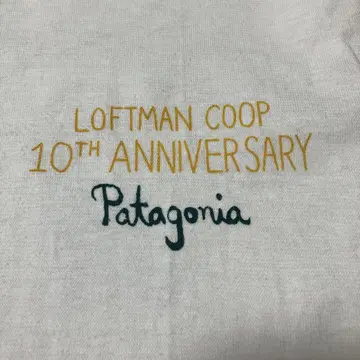 LOFTMAN COOP
10TH ANNIVERSARY
Patagonia